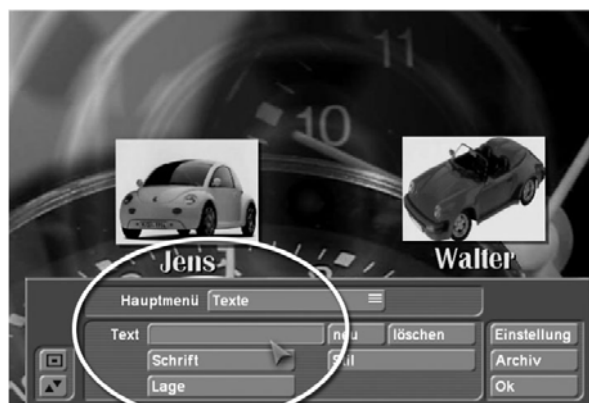 11
10
Jens Walter
Hauptmenü Texte
Text neu löschen Einstellung
Schrift Stil Archiv
Lage Ok